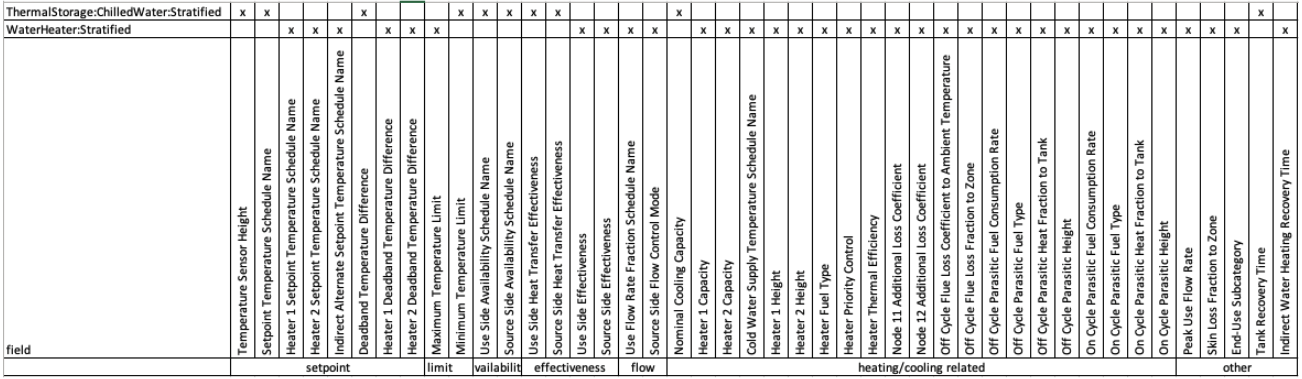 ThermalStorage:ChilledWater:Stratified x x x x x x x x x x
WaterHeater:Stratified x x x x x x x x x x x x x x x x x x x x x x x x x x x x x x x x x x
field
Temperature Sensor Height
Setpoint Temperature Schedule Name
Heater 1 Setpoint Temperature Schedule Name
Heater 2 Setpoint Temperature Schedule Name
Indirect Alternate Setpoint Temperature Schedule Name
Deadband Temperature Difference
Heater 1 Deadband Temperature Difference
Heater 2 Deadband Temperature Difference
Maximum Temperature Limit
Minimum Temperature Limit
Use Side Availability Schedule Name
Source Side Availability Schedule Name
Use Side Heat Transfer Effectiveness
Source Side Heat Transfer Effectiveness
Use Side Effectiveness
Source Side Effectiveness
Use Flow Rate Fraction Schedule Name
Source Side Flow Control Mode
Nominal Cooling Capacity
Heater 1 Capacity
Heater 2 Capacity
Cold Water Supply Temperature Schedule Name
Heater 1 Height
Heater 2 Height
Heater Fuel Type
Heater Priority Control
Heater Thermal Efficiency
Node 11 Additional Loss Coefficient
Node 12 Additional Loss Coefficient
Off Cycle Flue Loss Coefficient to Ambient Temperature
Off Cycle Flue Loss Fraction to Zone
Off Cycle Parasitic Fuel Consumption Rate
Off Cycle Parasitic Fuel Type
Off Cycle Parasitic Heat Fraction to Tank
Off Cycle Parasitic Height
On Cycle Parasitic Fuel Consumption Rate
On Cycle Parasitic Fuel Type
On Cycle Parasitic Heat Fraction to Tank
On Cycle Parasitic Height
Peak Use Flow Rate
Skin Loss Fraction to Zone
End-Use Subcategory
Tank Recovery Time
Indirect Water Heating Recovery Time
setpoint limit vailabilit effectiveness flow heating/cooling related other